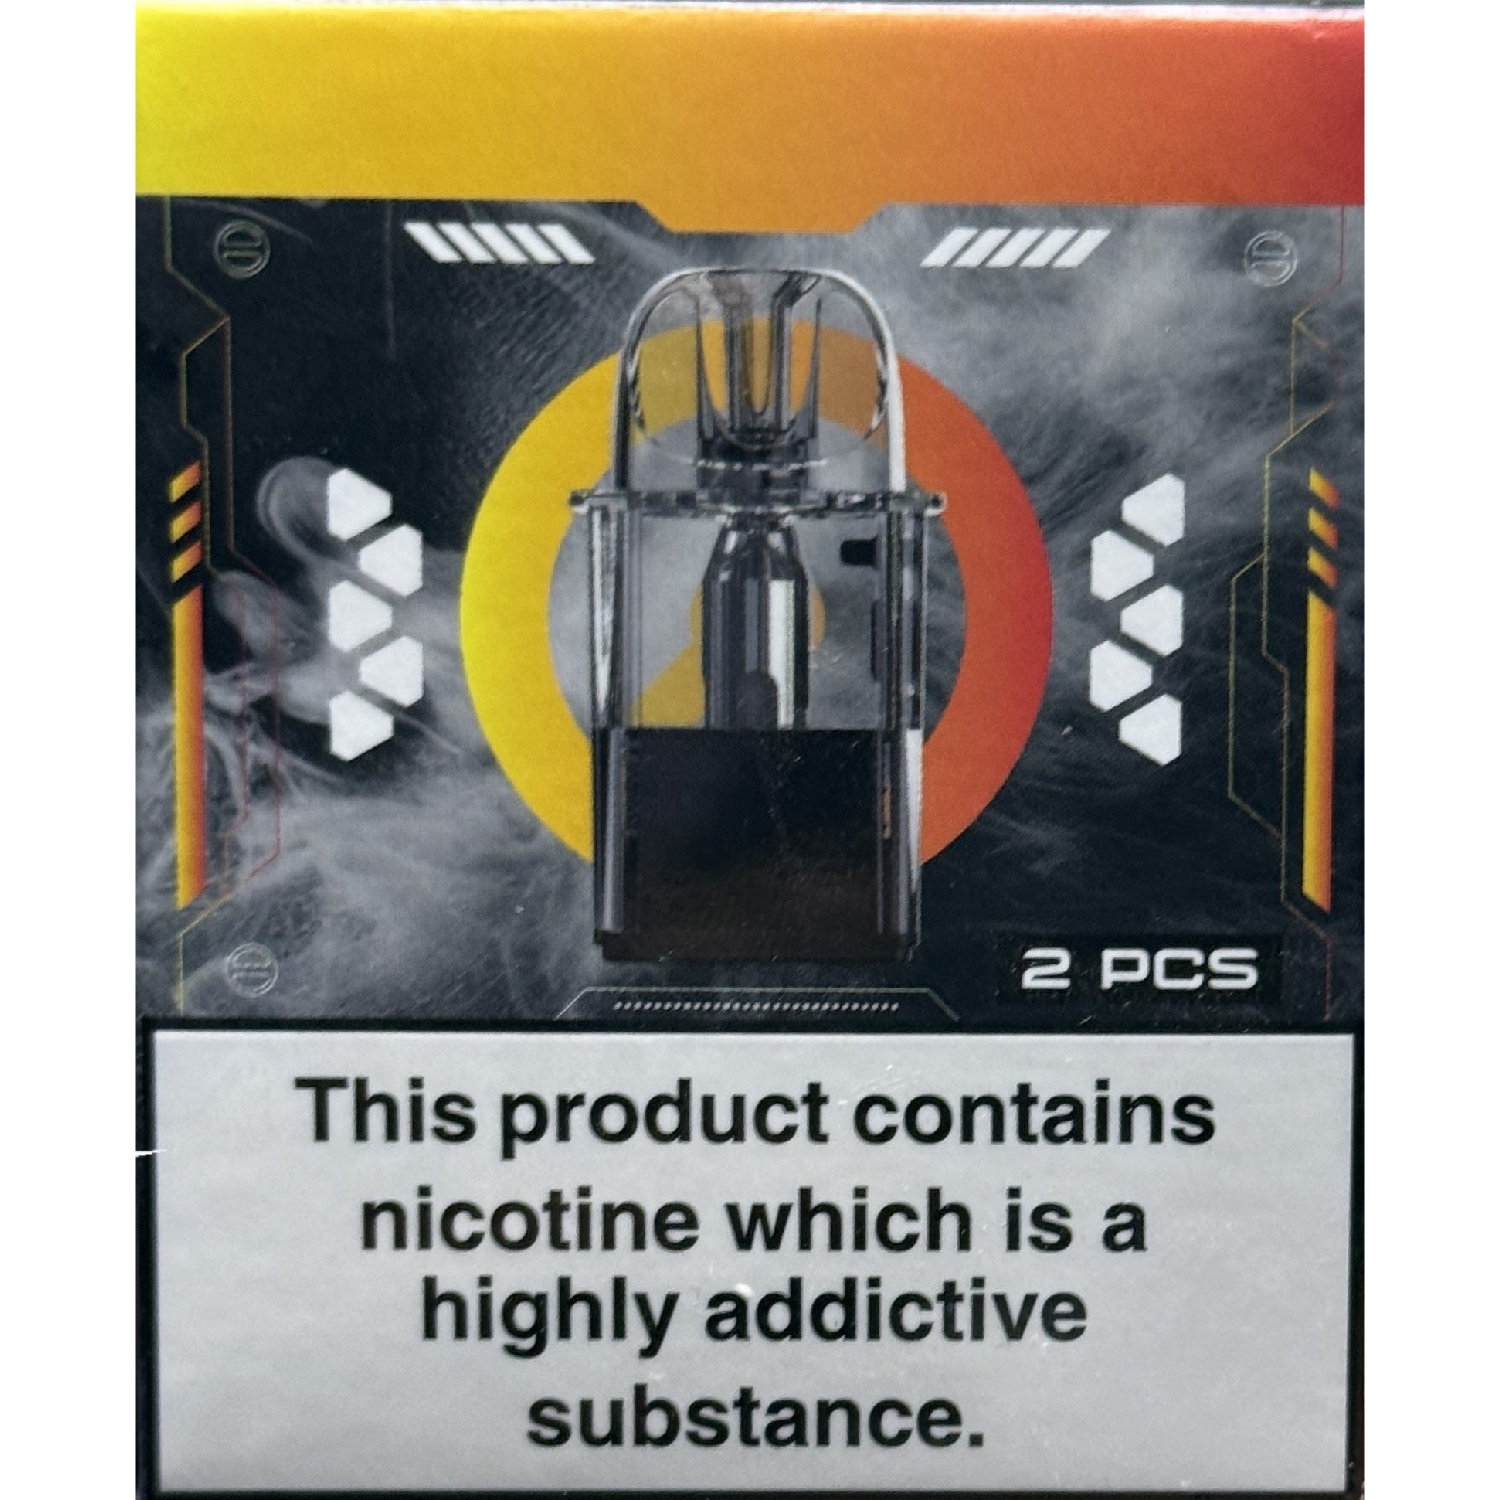 2 PCS
This product contains
nicotine which is a
highly addictive
substance.